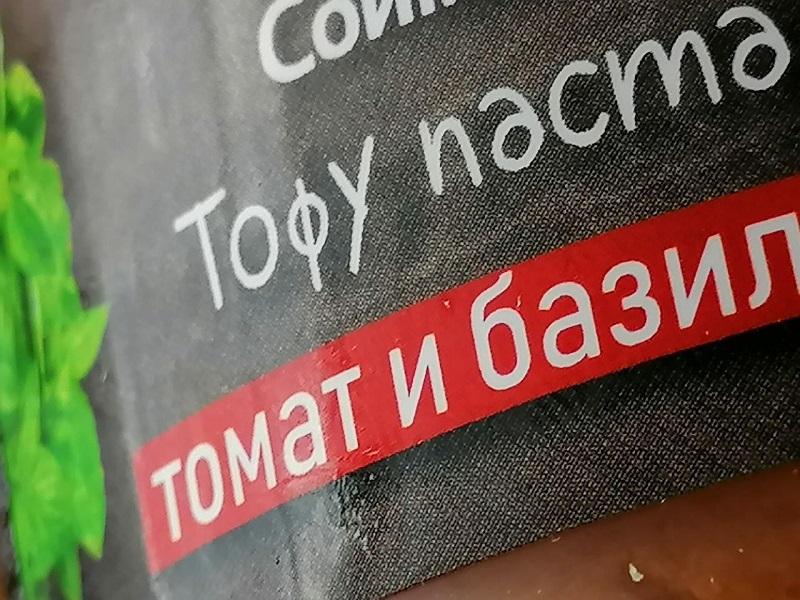 Тофу паста
томат и базил